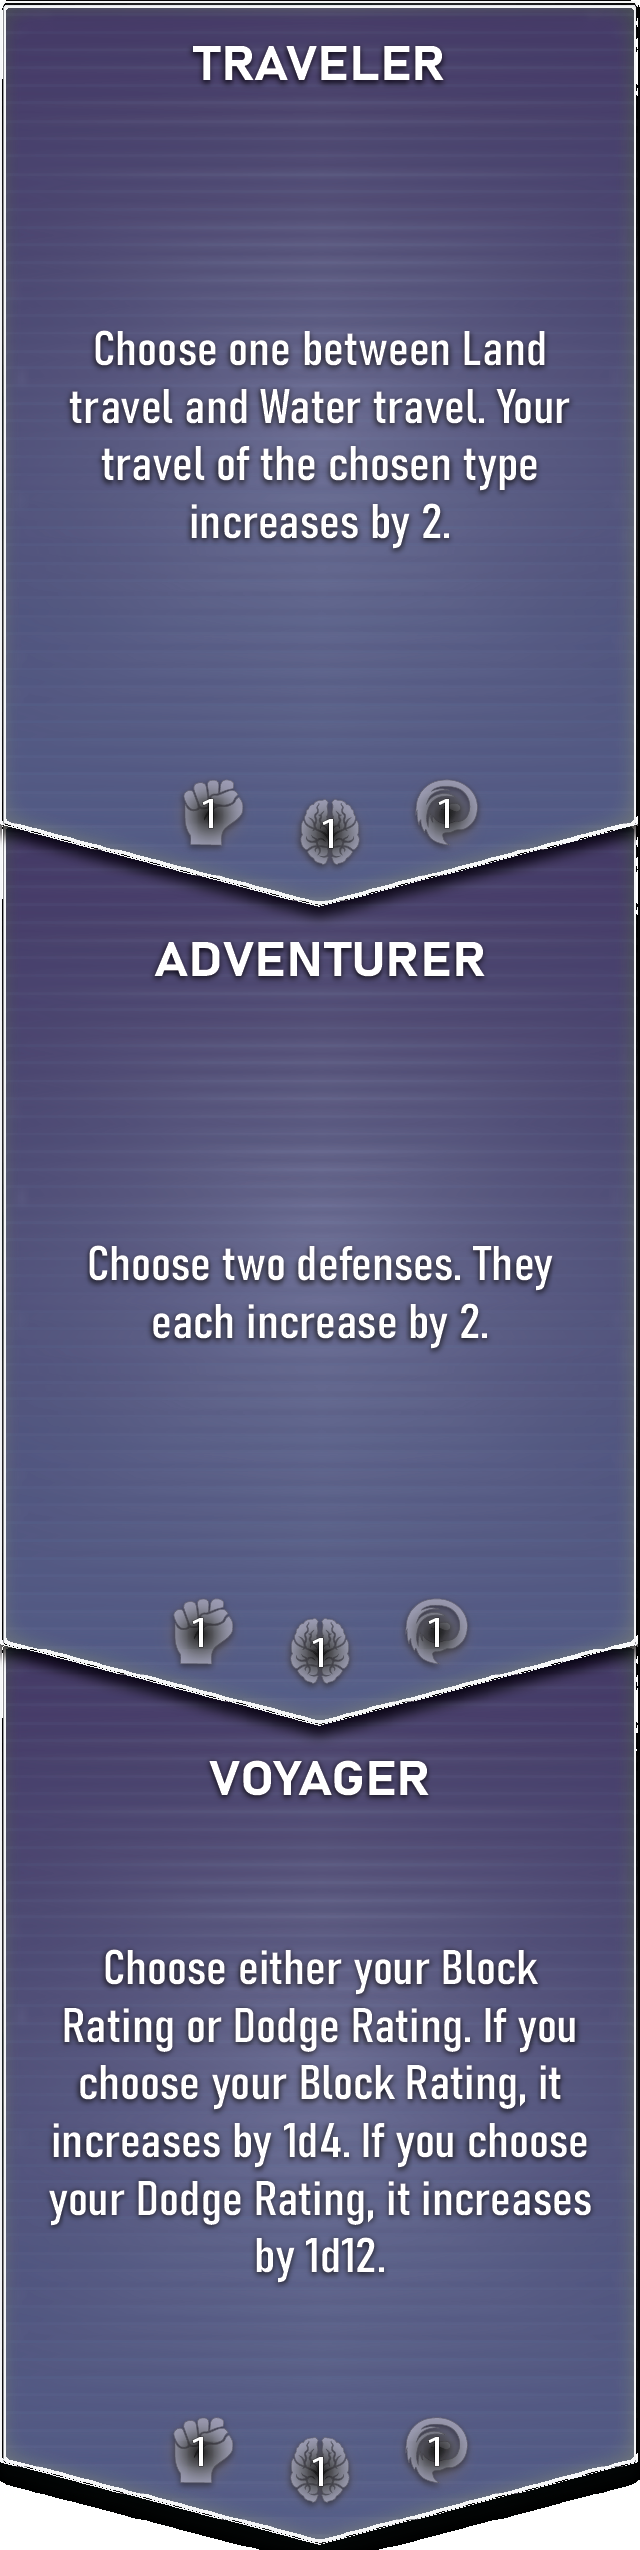 TRAVELER
Choose one between Land
travel and Water travel. Your
travel of the chosen type
increases by 2.
1 1 1
ADVENTURER
Choose two defenses. They
each increase by 2.
1 1 1
VOYAGER
Choose either your Block
Rating or Dodge Rating. If you
choose your Block Rating, it
increases by 1d4. If you choose
your Dodge Rating, it increases
by 1d12.
1 1 1